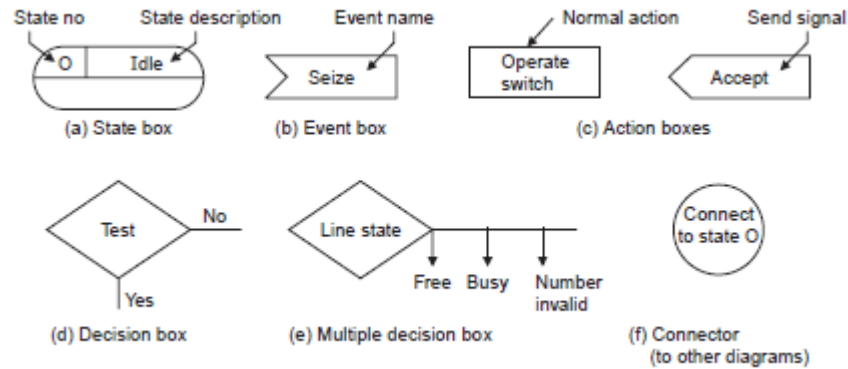 State no State description Event name Normal action Send signal
O Idle
Seize
Operate
switch
Accept
(a) State box (b) Event box (c) Action boxes
Test
No
Yes
Line state
Free Busy Number
invalid
Connect
to state O
(d) Decision box (e) Multiple decision box (f) Connector
(to other diagrams)